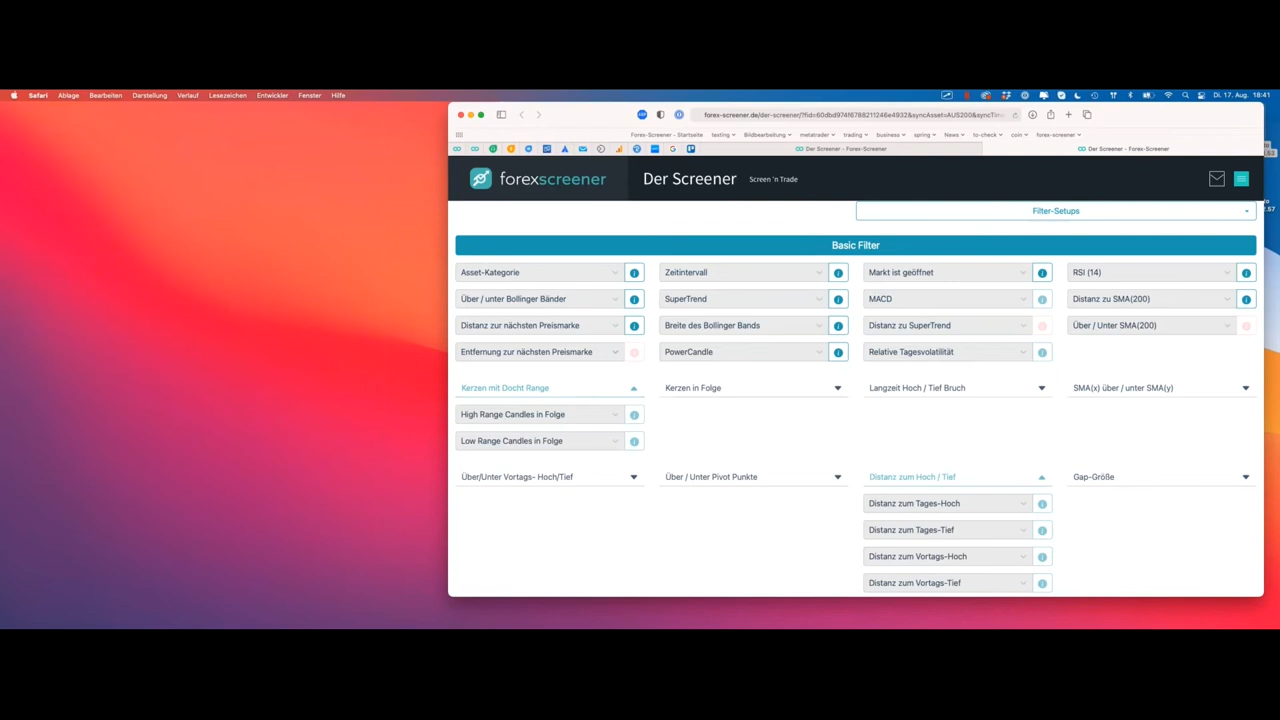 Safari Ablage Bearbeiten Darstellung Verlauf Lesezeichen Entwickler Fenster Hilfe
Di. 17. Aug. 18:41
forex-screener.de/der-screener/?fid=60dbd974f6788211246e4932&syncAsset=AUS200&syncTim
Forex-Screener - Startseite texting Bildbearbeitung metatrader trading business spring News to-check coin forex-screener
Der Screener - Forex-Screener
Der Screener - Forex-Screener
forexscreener
Der Screener
Screen 'n Trade
Filter-Setups
Basic Filter
Asset-Kategorie Zeitintervall Markt ist geöffnet RSI (14)
Über / unter Bollinger Bänder SuperTrend MACD Distanz zu SMA(200)
Distanz zur nächsten Preismarke Breite des Bollinger Bands Distanz zu SuperTrend Über / Unter SMA(200)
Entfernung zur nächsten Preismarke PowerCandle Relative Tagesvolatilität
Kerzen mit Docht Range Kerzen in Folge Langzeit Hoch / Tief Bruch SMA(x) über / unter SMA(y)
High Range Candles in Folge
Low Range Candles in Folge
Über/Unter Vortags- Hoch/Tief Über / Unter Pivot Punkte Distanz zum Hoch / Tief Gap-Größe
Distanz zum Tages-Hoch
Distanz zum Tages-Tief
Distanz zum Vortags-Hoch
Distanz zum Vortags-Tief